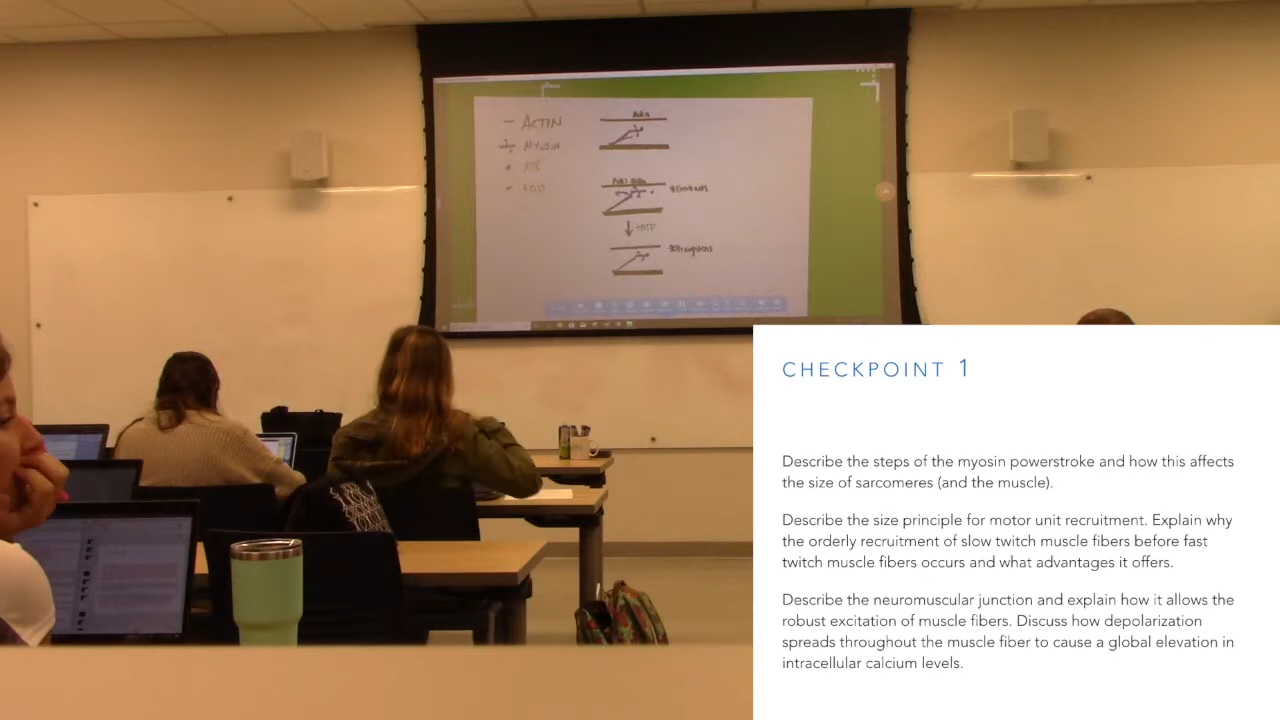 ACTIN
MYOSIN
Actin
CHECKPOINT 1
Describe the steps of the myosin powerstroke and how this affects
the size of sarcomeres (and the muscle).
Describe the size principle for motor unit recruitment. Explain why
the orderly recruitment of slow twitch muscle fibers before fast
twitch muscle fibers occurs and what advantages it offers.
Describe the neuromuscular junction and explain how it allows the
robust excitation of muscle fibers. Discuss how depolarization
spreads throughout the muscle fiber to cause a global elevation in
intracellular calcium levels.